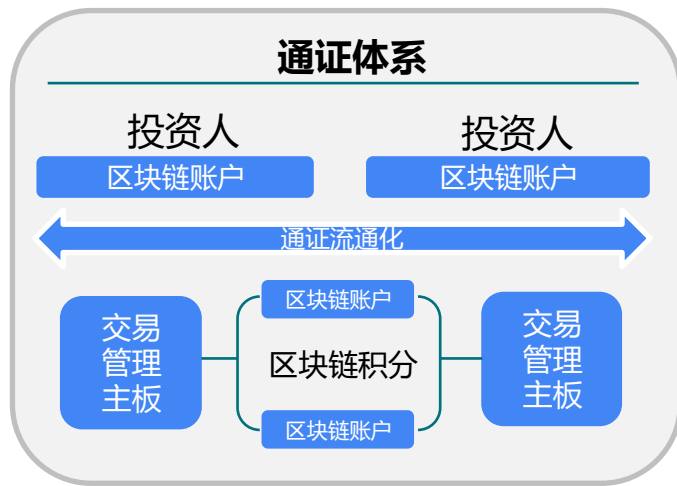 通证体系
投资人
投资人
区块链账户
区块链账户
通证流通化
区块链账户
交易
管理
主板
区块链积分
交易
管理
主板
区块链账户